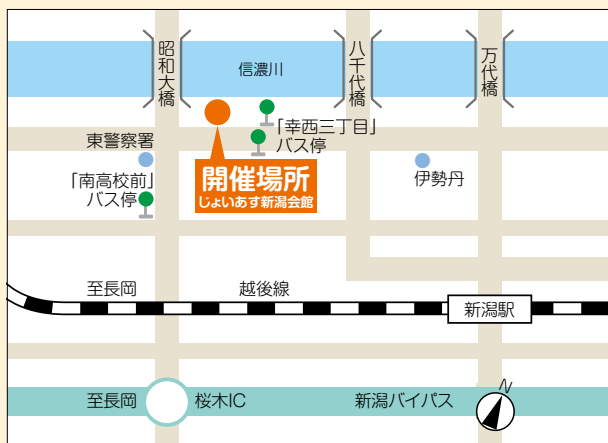 昭和大橋
信濃川
八千代橋
万代橋
「幸西三丁目」
バス停
東警察署
「南高校前」
バス停
開催場所
じょいあす新潟会館
伊勢丹
至長岡
越後線
新潟駅
至長岡
桜木IC
新潟バイパス
N